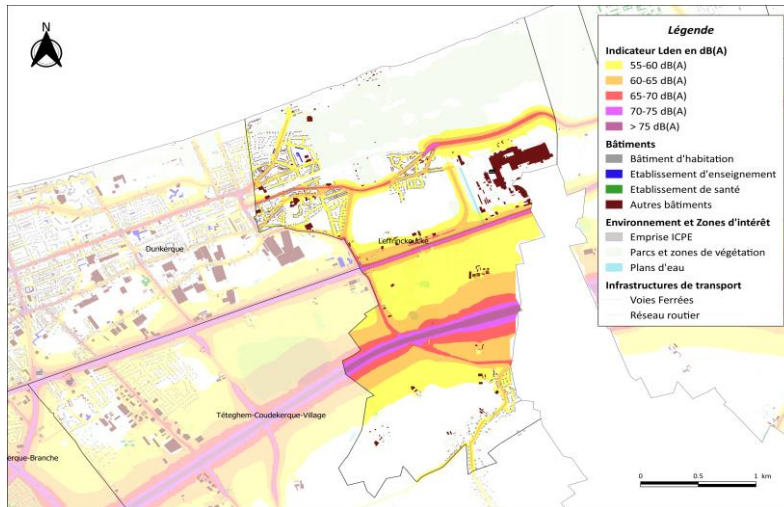 N
Légende
Indicateur Lden en dB(A)
55-60 dB(A)
60-65 dB(A)
65-70 dB(A)
70-75 dB(A)
> 75 dB(A)
Bâtiments
Bâtiment d'habitation
Etablissement d'enseignement
Etablissement de santé
Autres bâtiments
Environnement et Zones d'intérêt
Emprise ICPE
Parcs et zones de végétation
Plans d'eau
Infrastructures de transport
Voies Ferrées
Réseau routier
Dunkerque
Leffrinckoucke
Téteghem-Coudekerque-Village
erque-Branche
0 0.5 1 km